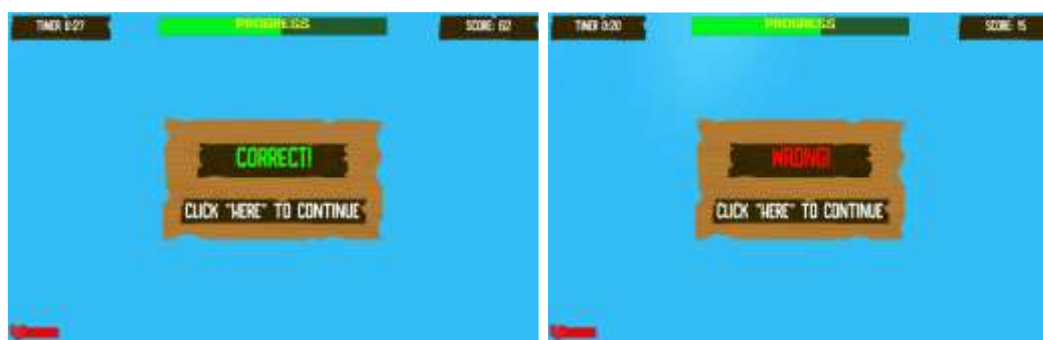 TIMER 0:27 PROGRESS SCORE: 62
CORRECT!
CLICK "HERE" TO CONTINUE
TIMER 0:20 PROGRESS SCORE: 15
WRONG!
CLICK "HERE" TO CONTINUE